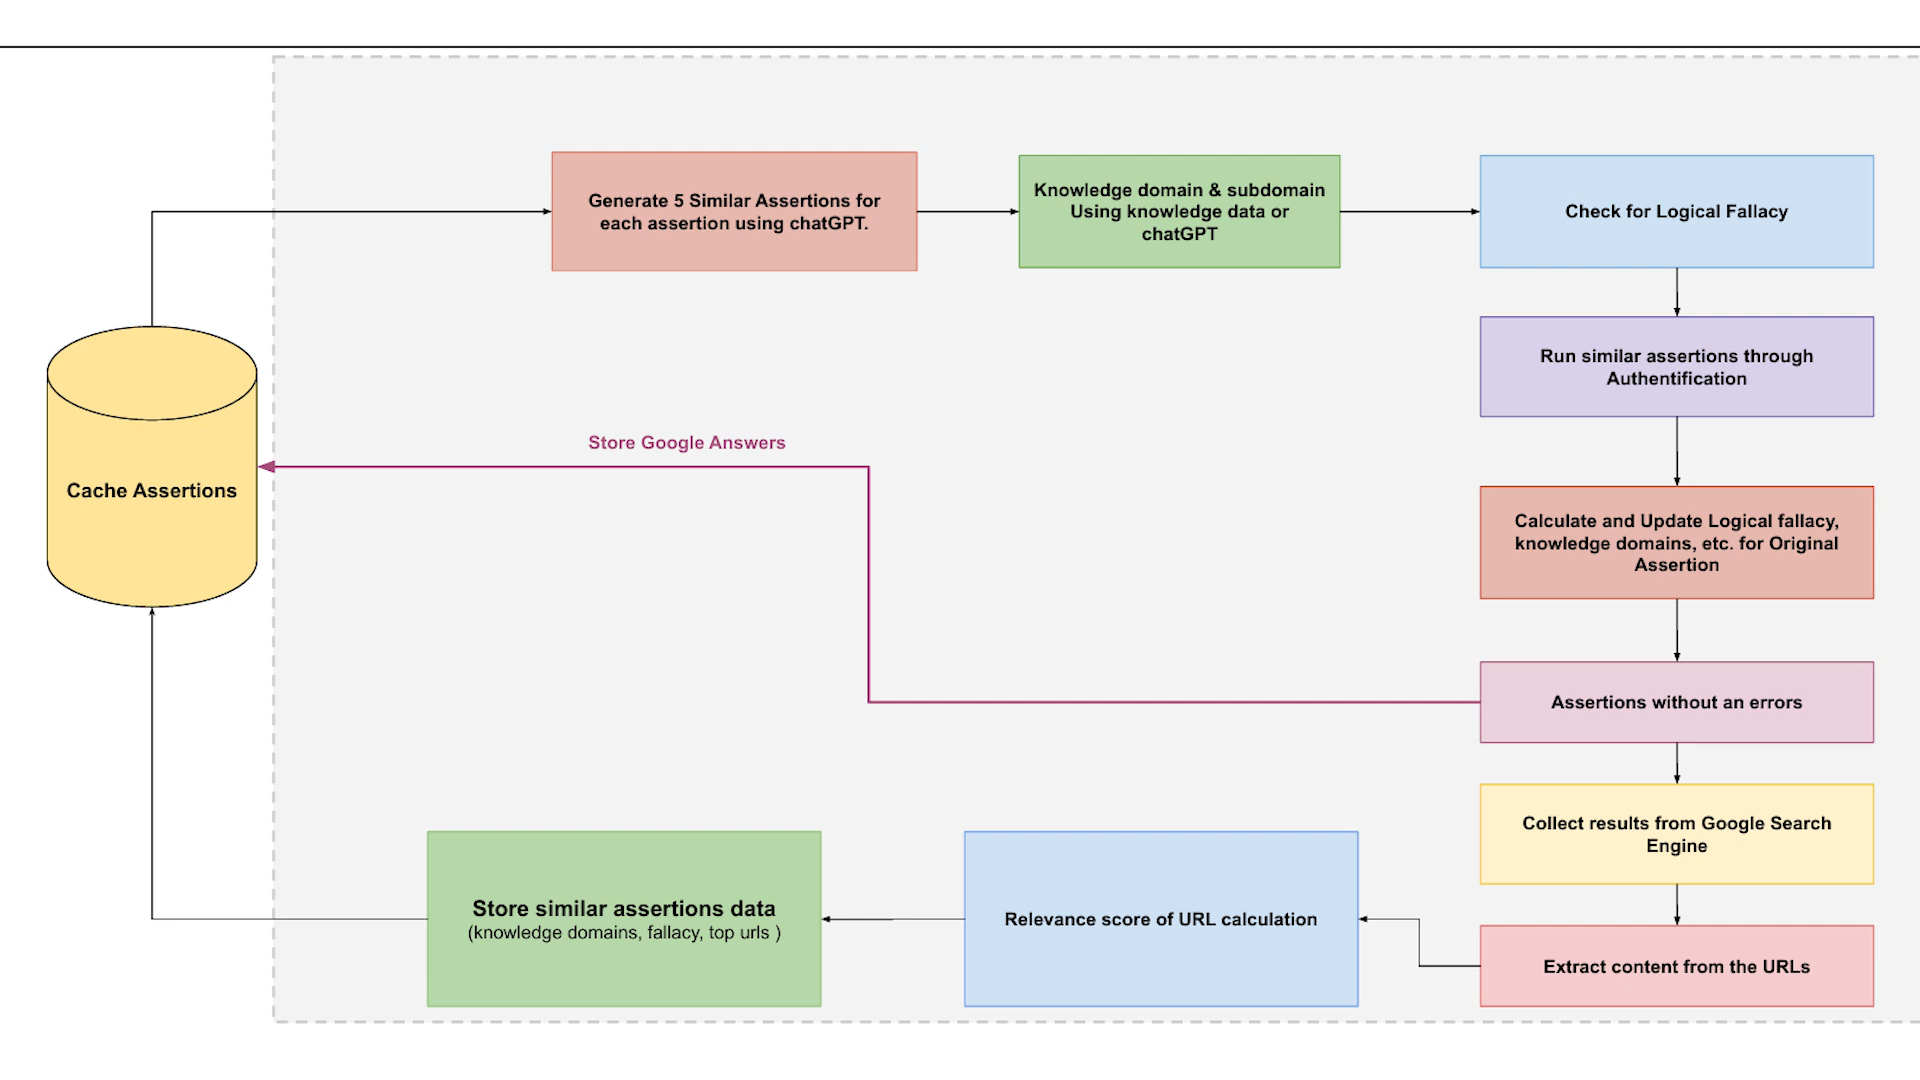 Generate 5 Similar Assertions for
each assertion using chatGPT.
Knowledge domain & subdomain
Using knowledge data or
chatGPT
Check for Logical Fallacy
Run similar assertions through
Authentification
Store Google Answers
Cache Assertions
Calculate and Update Logical fallacy,
knowledge domains, etc. for Original
Assertion
Assertions without an errors
Collect results from Google Search
Engine
Store similar assertions data
(knowledge domains, fallacy, top urls )
Relevance score of URL calculation
Extract content from the URLs